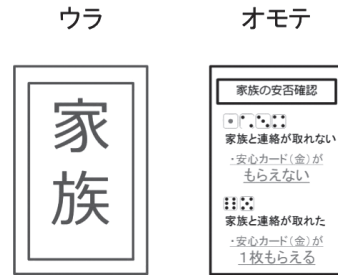 ウラ
オモテ
家
族
家族の安否確認
家族と連絡が取れない
・安心カード(金)が
もらえない
家族と連絡が取れた
・安心カード(金)が
1枚もらえる